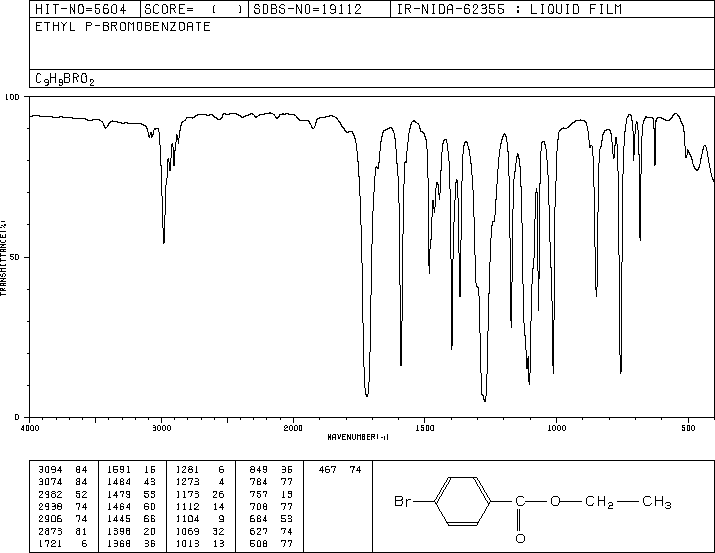 HIT-NO=5604 SCORE= ( ) SDBS-NO=19112 IR-NIDA-62355 : LIQUID FILM
ETHYL P-BROMOBENZOATE
C9H9BRO2
100
50
0
TRANSMITTANCE(%)
4000 3000 2000 1500 1000 500
WAVENUMBER(-1)
3094 84 1591 16 1281 6 849 36 467 74
3074 84 1484 43 1273 4 784 77
2982 52 1479 55 1173 26 757 13
2938 74 1464 60 1112 14 708 77
2906 74 1445 66 1104 9 684 53
2873 81 1398 20 1069 32 627 74
1721 6 1368 36 1013 13 508 77
Br C O CH2 CH3
O